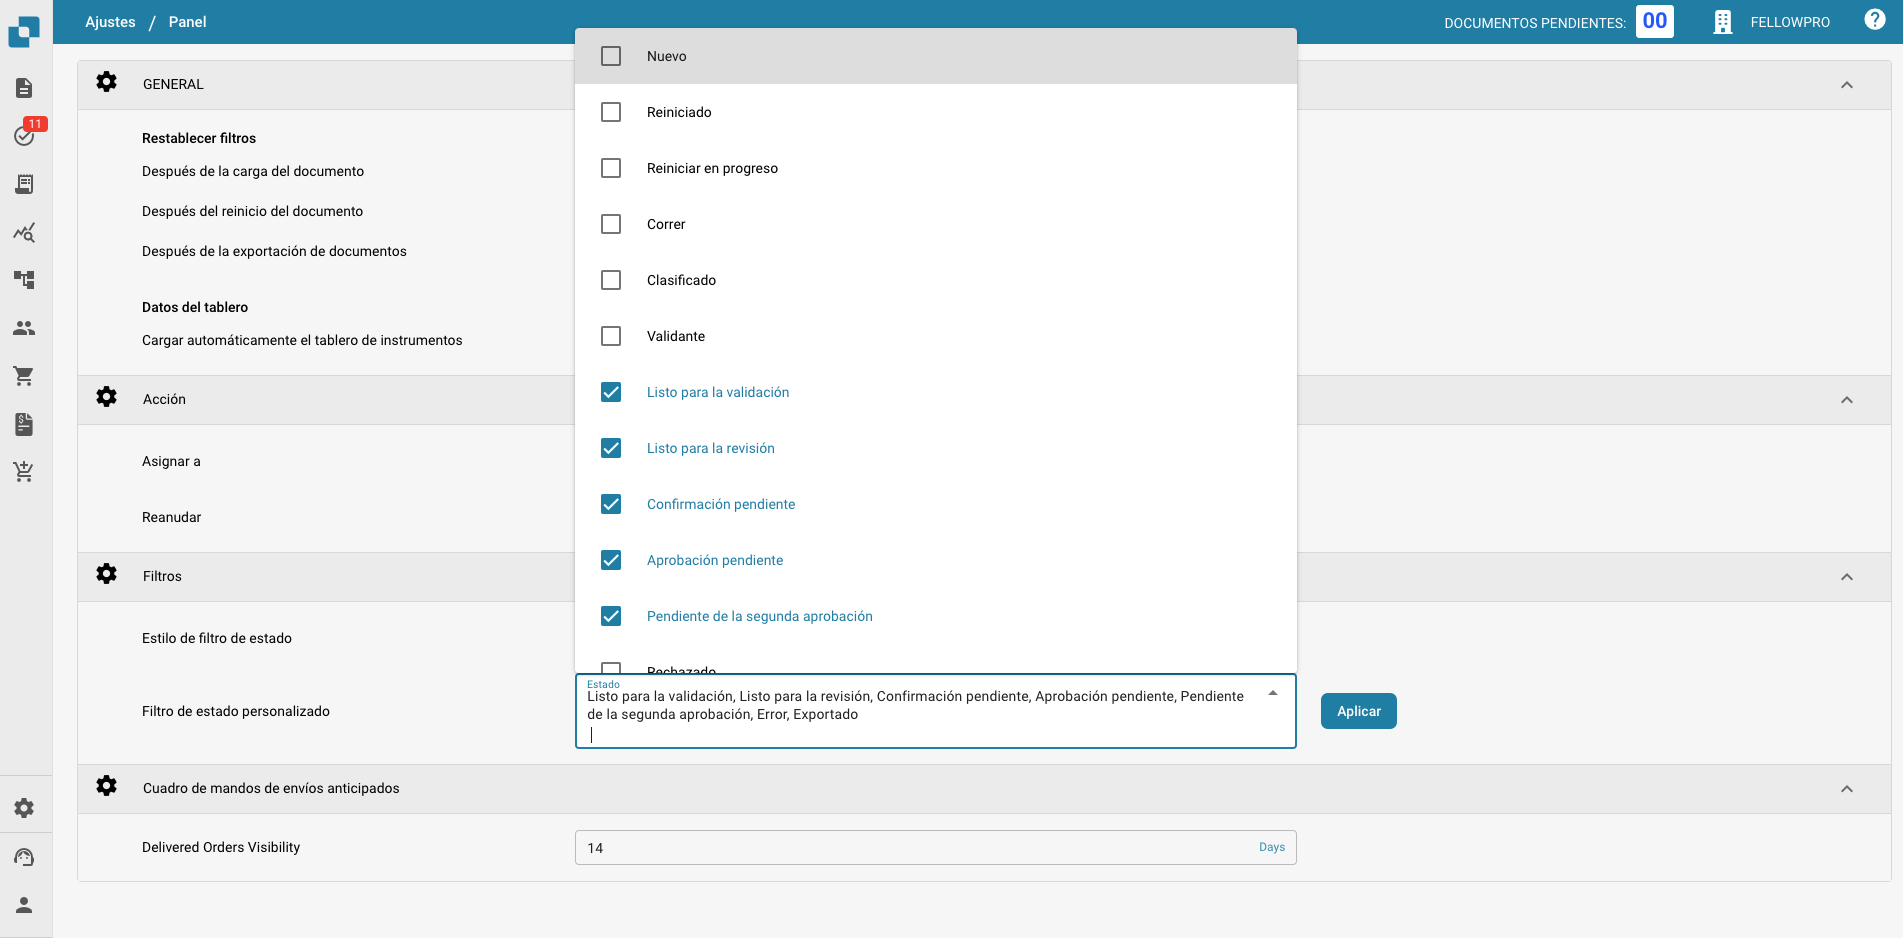 Ajustes / Panel
DOCUMENTOS PENDIENTES: 00
FELLOWPRO
11
GENERAL
Restablecer filtros
Después de la carga del documento
Después del reinicio del documento
Después de la exportación de documentos
Datos del tablero
Cargar automáticamente el tablero de instrumentos
Acción
Asignar a
Reanudar
Filtros
Estilo de filtro de estado
Filtro de estado personalizado
Nuevo
Reiniciado
Reiniciar en progreso
Correr
Clasificado
Validante
Listo para la validación
Listo para la revisión
Confirmación pendiente
Aprobación pendiente
Pendiente de la segunda aprobación
Rechazado
Estado
Listo para la validación, Listo para la revisión, Confirmación pendiente, Aprobación pendiente, Pendiente
de la segunda aprobación, Error, Exportado
Aplicar
Cuadro de mandos de envíos anticipados
Delivered Orders Visibility
14
Days